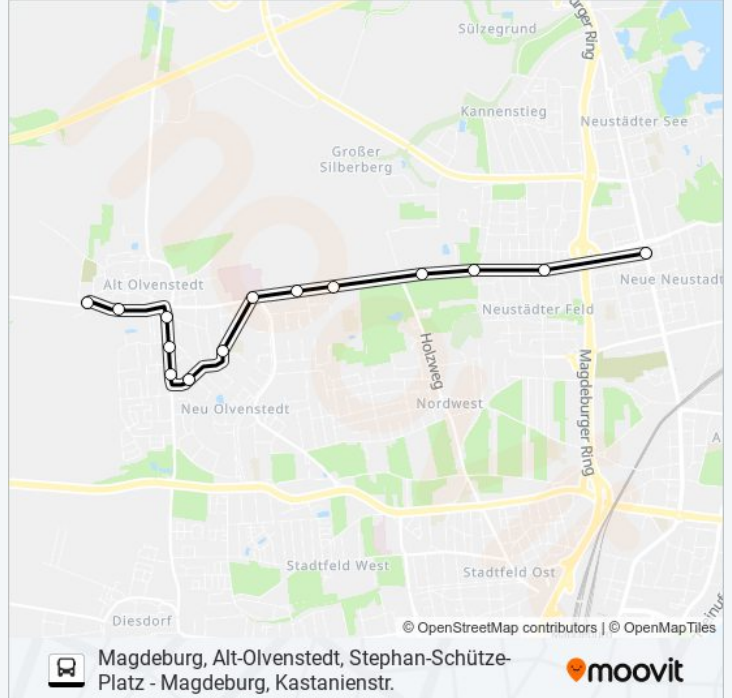 Sülzegrund
burger Ring
Kannenstieg
Neustädter See
Großer
Silberberg
Alt Olvenstedt
Neue Neustadt
Neustädter Feld
Holzweg
Magdeburger Ring
Nordwest
Neu Olvenstedt
Stadtfeld West
Stadtfeld Ost
Diesdorf
© OpenStreetMap contributors | © OpenMapTiles
Magdeburg, Alt-Olvenstedt, Stephan-Schütze-
Platz - Magdeburg, Kastanienstr.
moovit